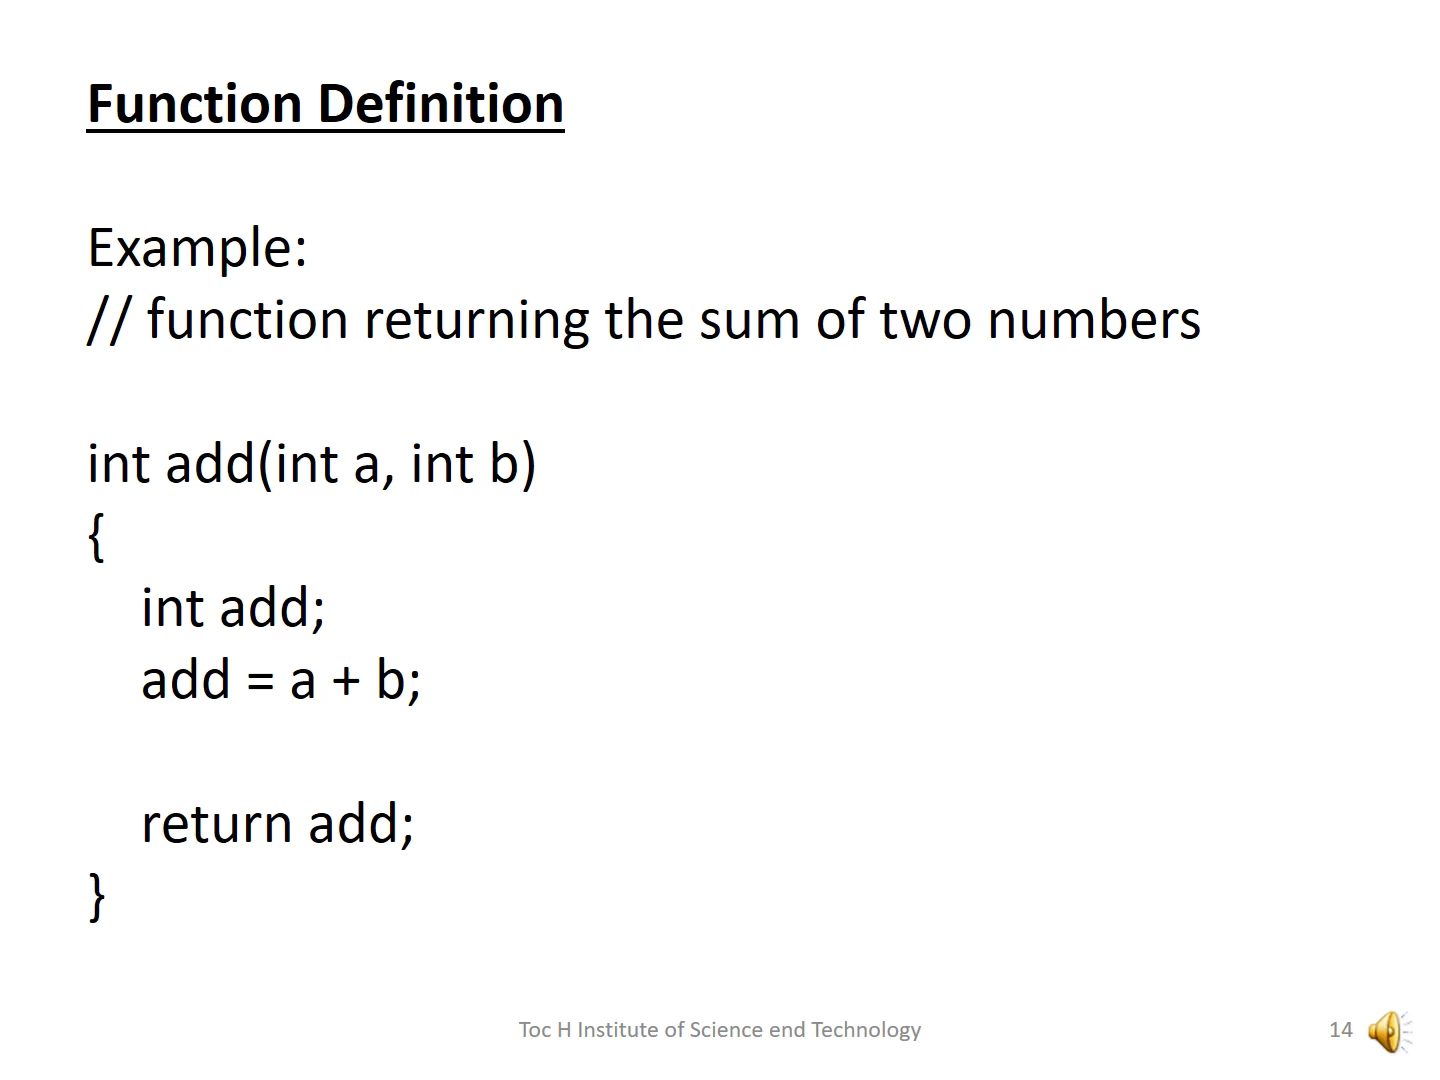 Function Definition
Example:
// function returning the sum of two numbers
int add(int a, int b)
{
int add;
add = a + b;
return add;
}
Toc H Institute of Science end Technology
14